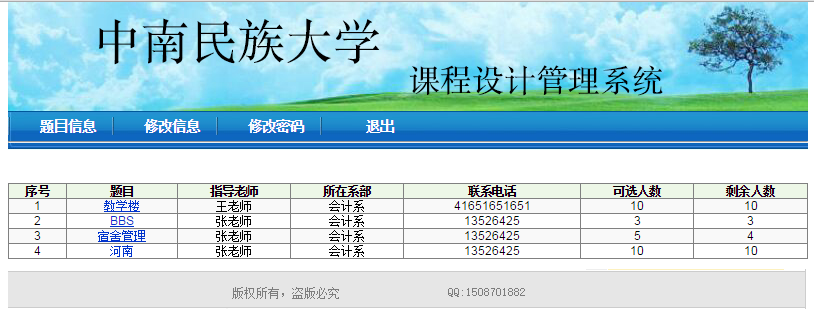 中南民族大学
课程设计管理系统
题目信息 修改信息 修改密码 退出
序号 题目 指导老师 所在系部 联系电话 可选人数 剩余人数
1 教学楼 王老师 会计系 41651651651 10 10
2 BBS 张老师 会计系 13526425 3 3
3 宿舍管理 张老师 会计系 13526425 5 4
4 河南 张老师 会计系 13526425 10 10
版权所有，盗版必究 QQ:1508701882